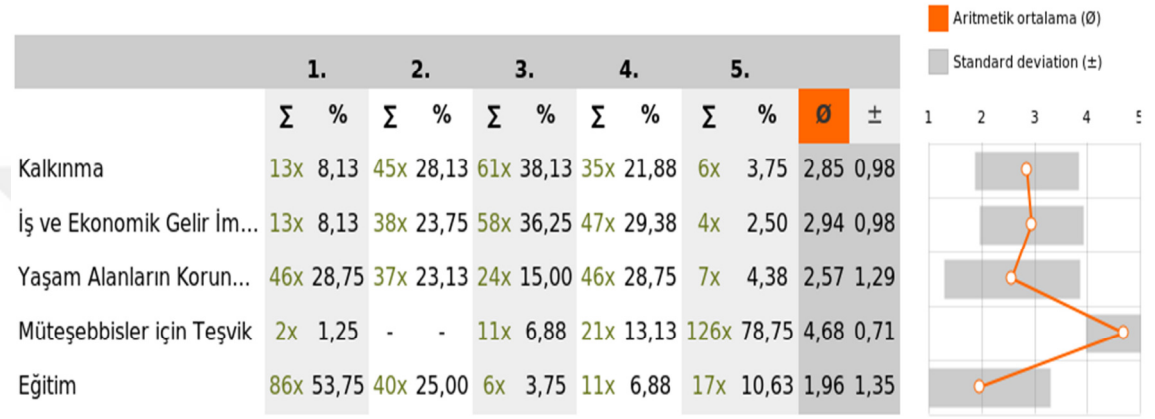 Aritmetik ortalama (Ø)
Standard deviation (±)
1. 2. 3. 4. 5.
Σ % Σ % Σ % Σ % Σ % Ø ± 1 2 3 4 5
Kalkınma 13x 8,13 45x 28,13 61x 38,13 35x 21,88 6x 3,75 2,85 0,98
İş ve Ekonomik Gelir İm... 13x 8,13 38x 23,75 58x 36,25 47x 29,38 4x 2,50 2,94 0,98
Yaşam Alanların Korun... 46x 28,75 37x 23,13 24x 15,00 46x 28,75 7x 4,38 2,57 1,29
Müteşebbisler için Teşvik 2x 1,25 - - 11x 6,88 21x 13,13 126x 78,75 4,68 0,71
Eğitim 86x 53,75 40x 25,00 6x 3,75 11x 6,88 17x 10,63 1,96 1,35